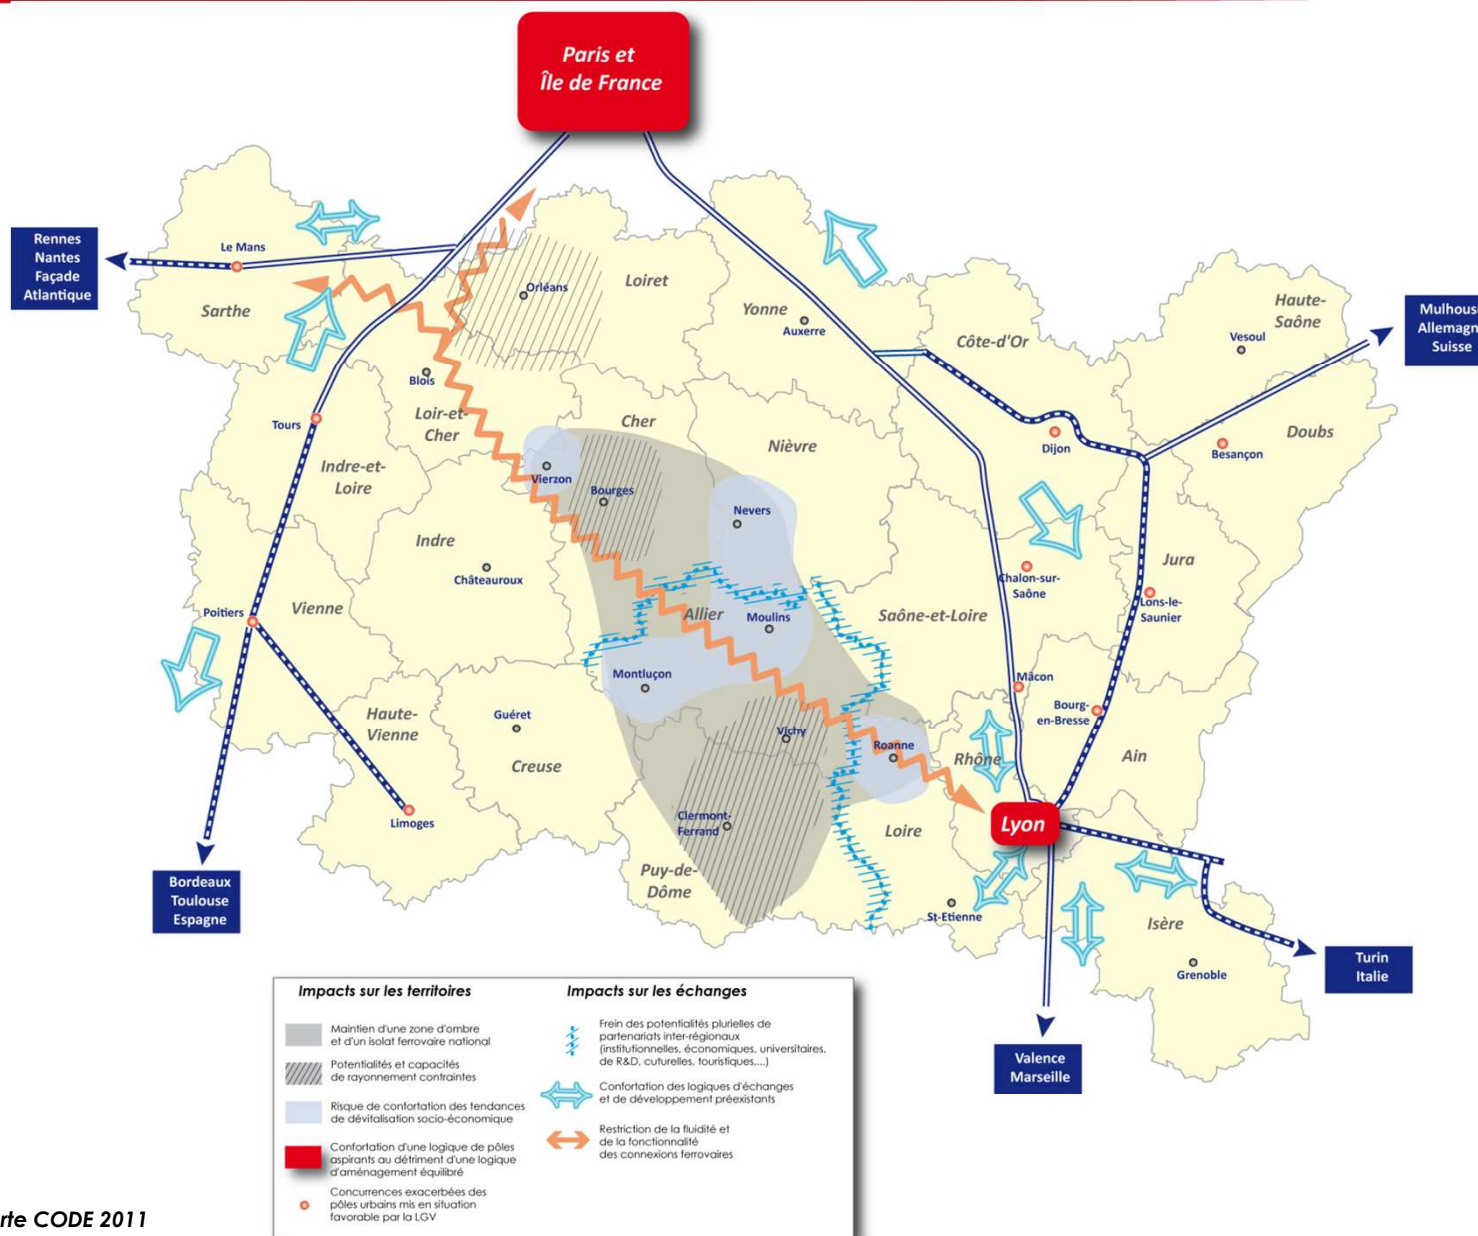 Paris et
Île de France
Rennes
Nantes
Façade
Atlantique
Le Mans
Sarthe
Orléans
Loiret
Yonne
Auxerre
Côte-d'Or
Haute-
Saône
Vesoul
Mulhouse
Allemagn
Suisse
Blois
Loir-et-
Cher
Tours
Indre-et-
Loire
Cher
Nièvre
Dijon
Besançon
Doubs
Vierzon
Bourges
Nevers
Indre
Châteauroux
Chalon-sur-
Saône
Jura
Lons-le-
Saunier
Poitiers
Vienne
Allier
Moulins
Saône-et-Loire
Montluçon
Mâcon
Bourg-
en-Bresse
Haute-
Vienne
Guéret
Creuse
Vichy
Roanne
Rhône
Ain
Limoges
Clermont-
Ferrand
Loire
Lyon
Puy-de-
Dôme
St-Etienne
Isère
Grenoble
Bordeaux
Toulouse
Espagne
Turin
Italie
Valence
Marseille
Impacts sur les territoires
Maintien d'une zone d'ombre
et d'un isolat ferrovaire national
Potentialités et capacités
de rayonnement contraintes
Risque de confortation des tendances
de dévitalisation socio-économique
Confortation d'une logique de pôles
aspirants au détriment d'une logique
d'aménagement équilibré
Concurrences exacerbées des
pôles urbains mis en situation
favorable par la LGV
Impacts sur les échanges
Frein des potentialités plurielles de
partenariats inter-régionaux
(institutionnelles, économiques, universitaires,
de R&D, cuturelles, touristiques,...)
Confortation des logiques d'échanges
et de développement préexistants
Restriction de la fluidité et
de la fonctionnalité
des connexions ferrovaires
rte CODE 2011